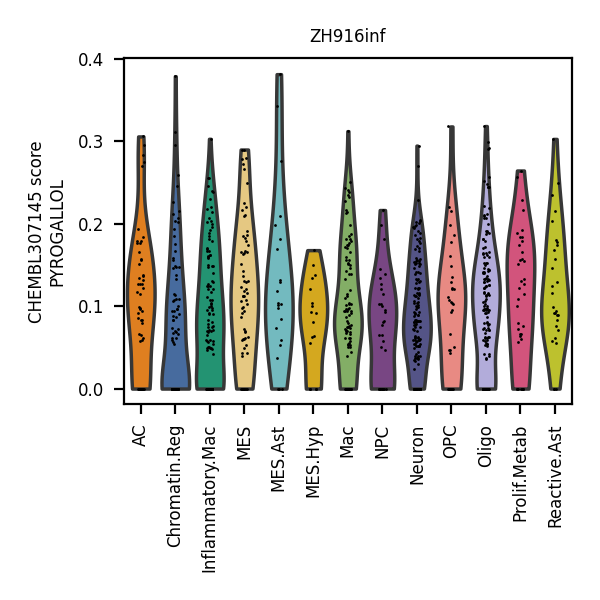 ZH916inf
CHEMBL307145 score
PYROGALLOL
0.4
0.3
0.2
0.1
0.0
AC
Chromatin.Reg
Inflammatory.Mac
MES
MES.Ast
MES.Hyp
Mac
NPC
Neuron
OPC
Oligo
Prolif.Metab
Reactive.Ast